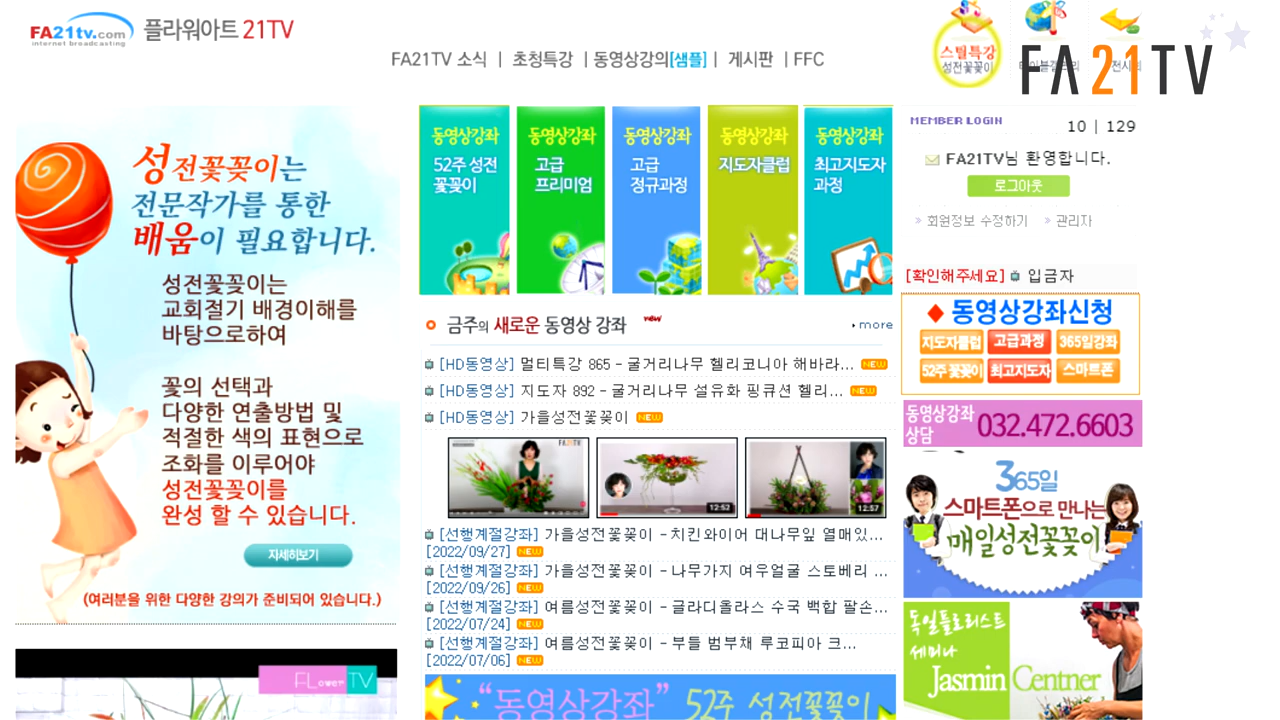 FA21tv.com
internet broadcasting
플라워아트 21TV
FA21TV 소식 | 초청특강 | 동영상강의[샘플] | 게시판 | FFC
스텔특강
성전꽃꽂이
FA21TV
성전꽃꽂이는
전문작가를 통한
배움이 필요합니다.
성전꽃꽂이는
교회절기 배경이해를
바탕으로하여
꽃의 선택과
다양한 연출방법 및
적절한 색의 표현으로
조화를 이루어야
성전꽃꽂이를
완성 할 수 있습니다.
자세히보기
(여러분을 위한 다양한 강의가 준비되어 있습니다.)
FLower TV
동영상강좌
52주 성전
꽃꽂이
동영상강좌
고급
프리미엄
동영상강좌
고급
정규과정
동영상강좌
지도자클럽
동영상강좌
최고지도자
과정
금주의 새로운 동영상 강좌 new
more
[HD동영상] 멀티특강 865 - 굴거리나무 헬리코니아 해바라... NEW
[HD동영상] 지도자 892 - 굴거리나무 설유화 핑큐션 헬리... NEW
[HD동영상] 가을성전꽃꽂이 NEW
FA21TV
12:52
12:57
[선행계절강좌] 가을성전꽃꽂이 - 치킨와이어 대나무잎 열매있...
[2022/09/27] NEW
[선행계절강좌] 가을성전꽃꽂이 - 나무가지 여우얼굴 스토베리 ...
[2022/09/26] NEW
[선행계절강좌] 여름성전꽃꽂이 - 글라디올라스 수국 백합 팔손...
[2022/07/24] NEW
[선행계절강좌] 여름성전꽃꽂이 - 부들 범부채 루코피아 크...
[2022/07/06] NEW
“동영상강좌” 52주 성전꽃꽂이
MEMBER LOGIN
10 | 129
FA21TV님 환영합니다.
로그아웃
회원정보 수정하기
관리자
[확인해주세요] 입금자
동영상강좌신청
지도자클럽 고급과정 365일강좌
52주 꽃꽂이 최고지도자 스마트폰
동영상강좌
상담
032.472.6603
365일
스마트폰으로 만나는
매일성전꽃꽂이
독일플로리스트
세미나
Jasmin Centner